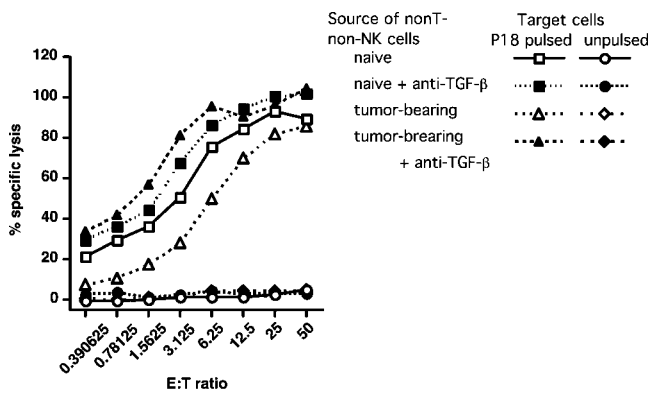 Source of nonT-
non-NK cells
Target cells
P18 pulsed unpulsed
naive
naive + anti-TGF-β
tumor-bearing
tumor-brearing
+ anti-TGF-β
% specific lysis
120
100
80
60
40
20
0
0.390625
0.78125
1.5625
3.125
6.25
12.5
25
50
E:T ratio